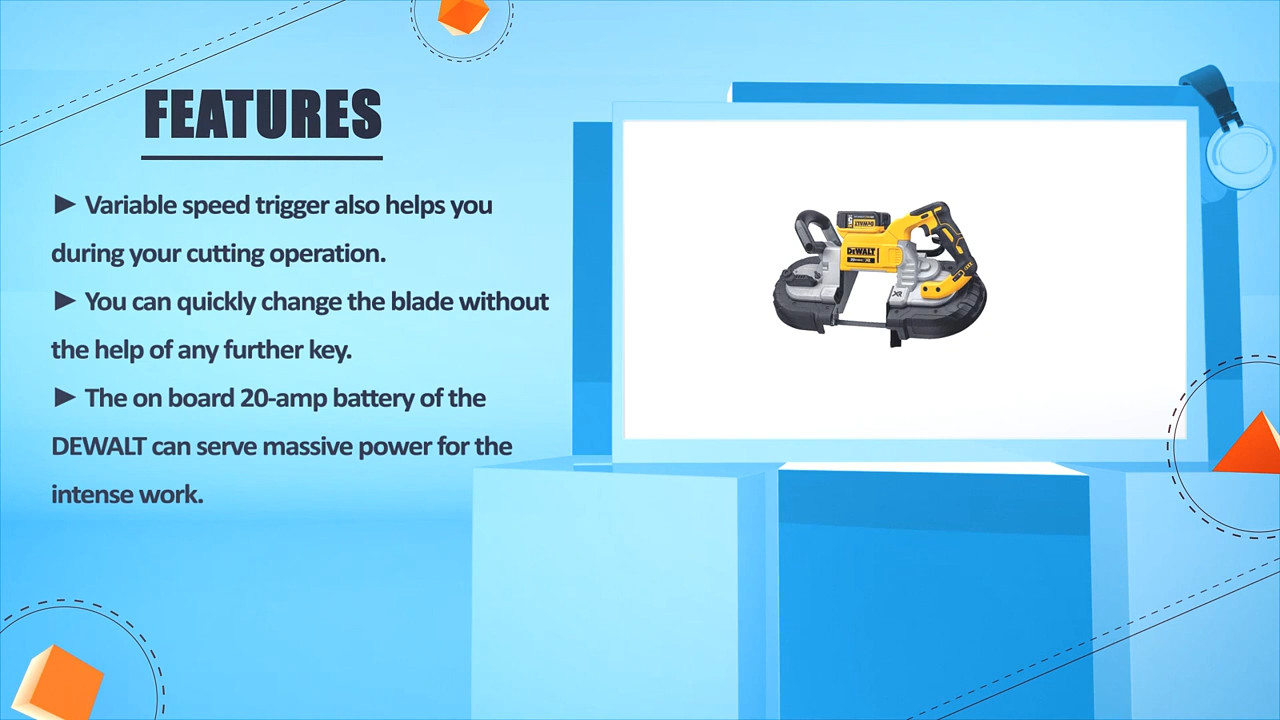 FEATURES
► Variable speed trigger also helps you
during your cutting operation.
► You can quickly change the blade without
the help of any further key.
► The on board 20-amp battery of the
DEWALT can serve massive power for the
intense work.
DEWALT
XR